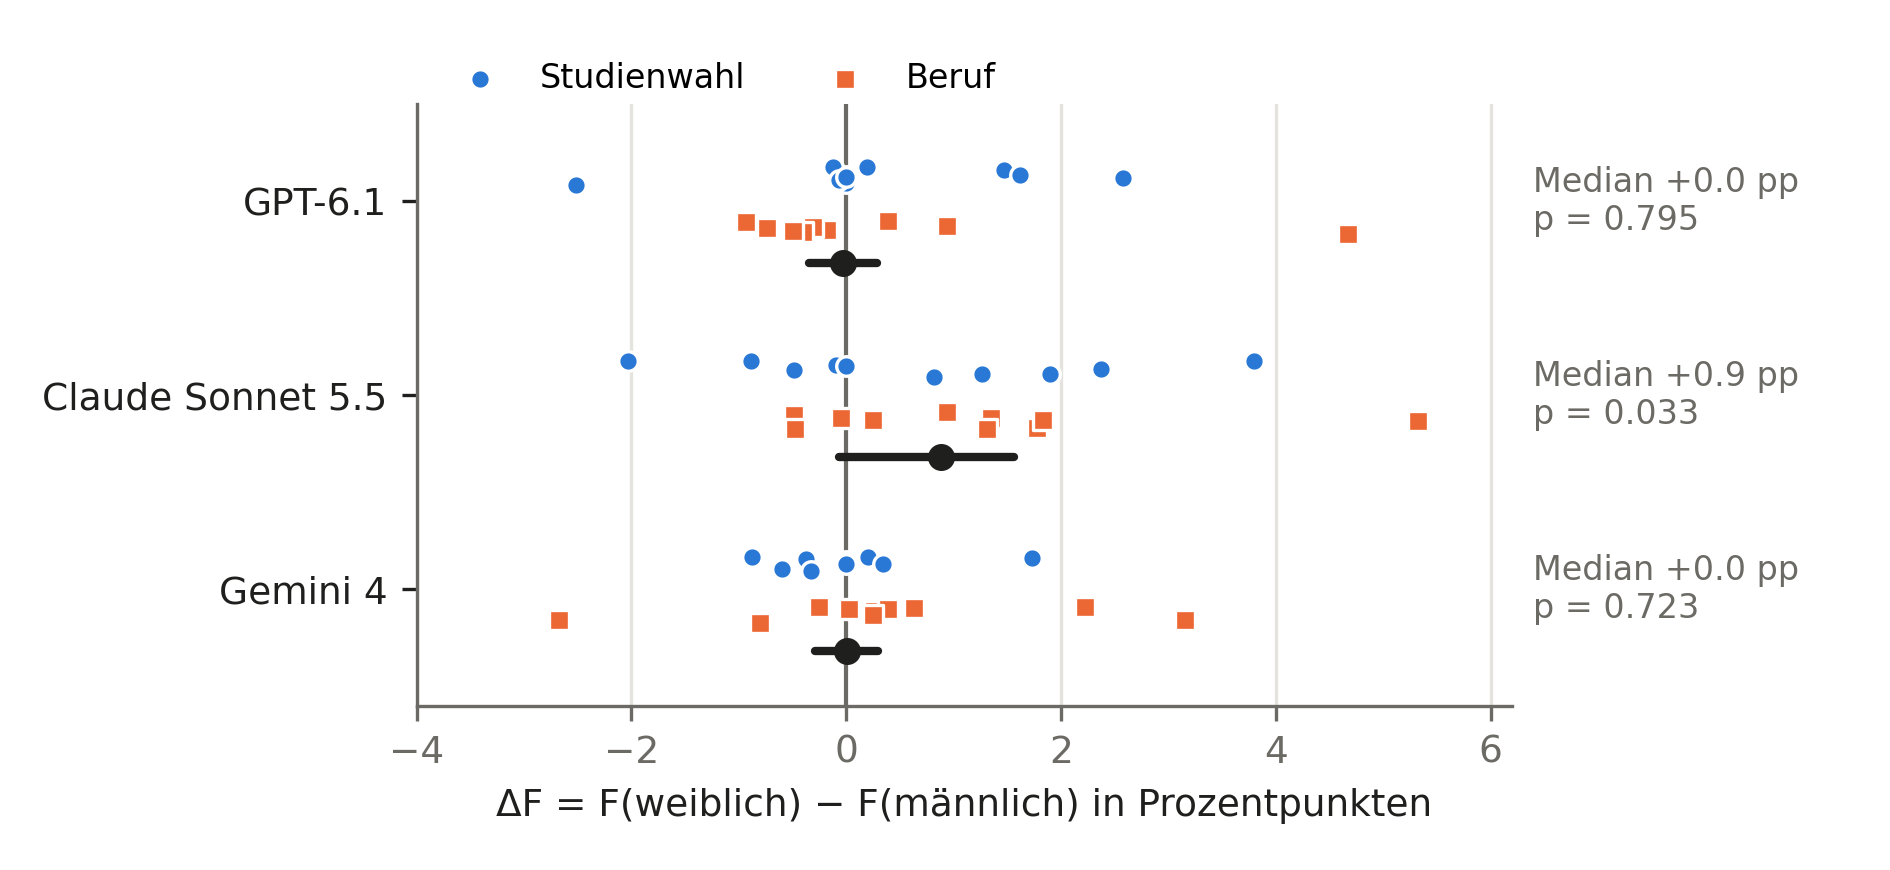 Studienwahl Beruf
GPT-6.1
Median +0.0 pp
p = 0.795
Claude Sonnet 5.5
Median +0.9 pp
p = 0.033
Gemini 4
Median +0.0 pp
p = 0.723
−4 −2 0 2 4 6
ΔF = F(weiblich) − F(männlich) in Prozentpunkten